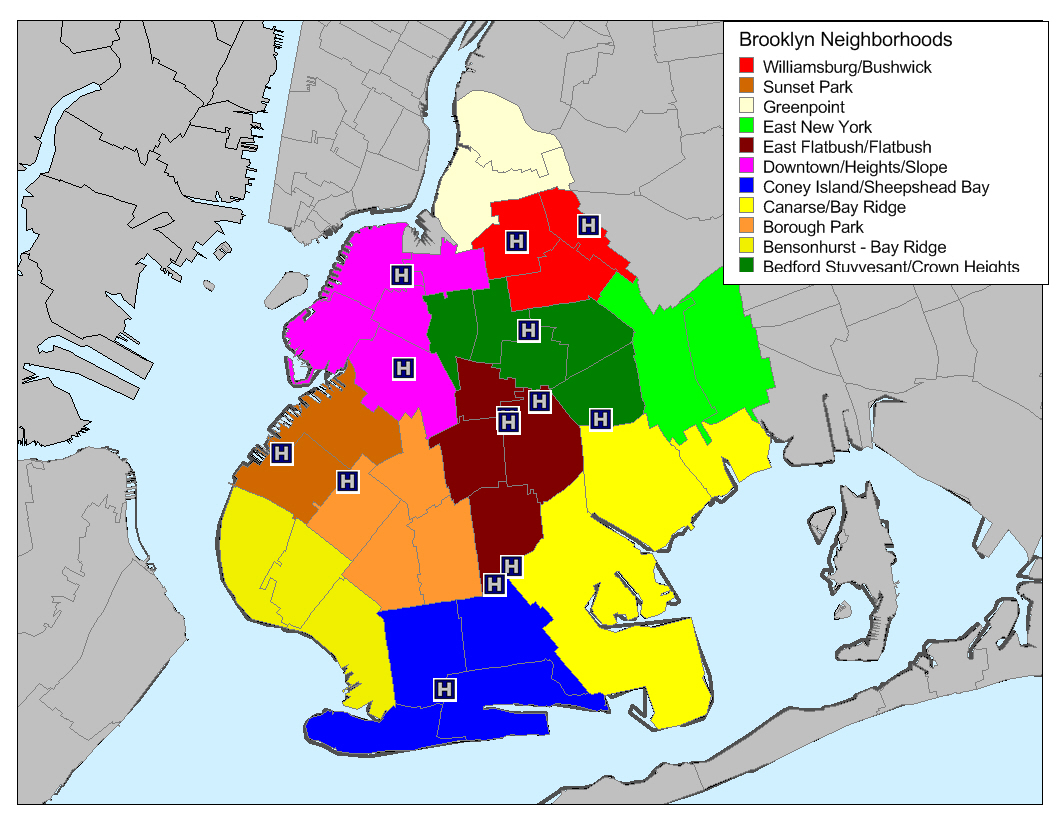 Brooklyn Neighborhoods
Williamsburg/Bushwick
Sunset Park
Greenpoint
East New York
East Flatbush/Flatbush
Downtown/Heights/Slope
Coney Island/Sheepshead Bay
Canarse/Bay Ridge
Borough Park
Bensonhurst - Bay Ridge
Bedford Stuyvesant/Crown Heights
H
H
H
H
H
H
H
H
H
H
H
H
H